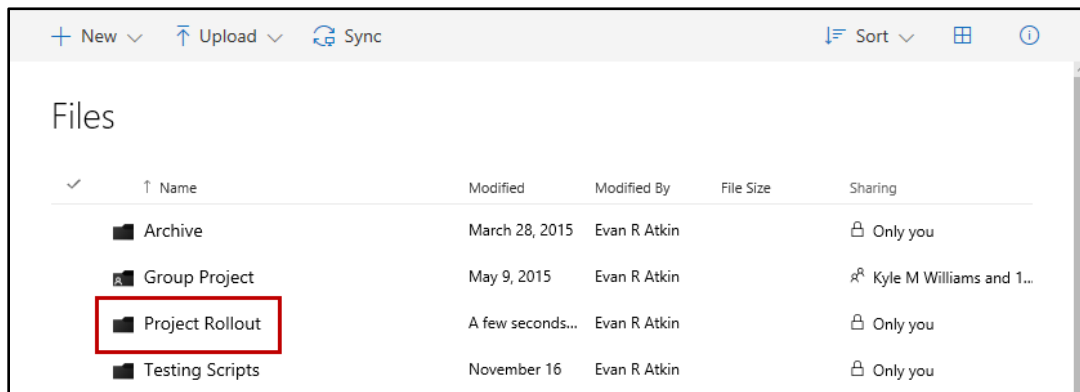 New Upload Sync Sort
Files
Name Modified Modified By File Size Sharing
Archive March 28, 2015 Evan R Atkin Only you
Group Project May 9, 2015 Evan R Atkin Kyle M Williams and 1...
Project Rollout A few seconds... Evan R Atkin Only you
Testing Scripts November 16 Evan R Atkin Only you